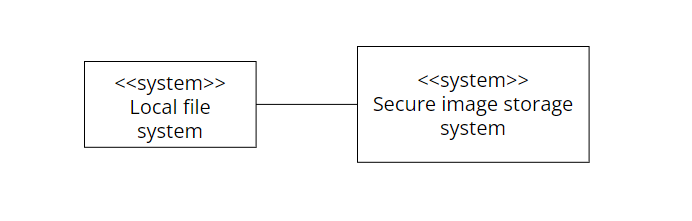 <<system>>
Local file
system
<<system>>
Secure image storage
system